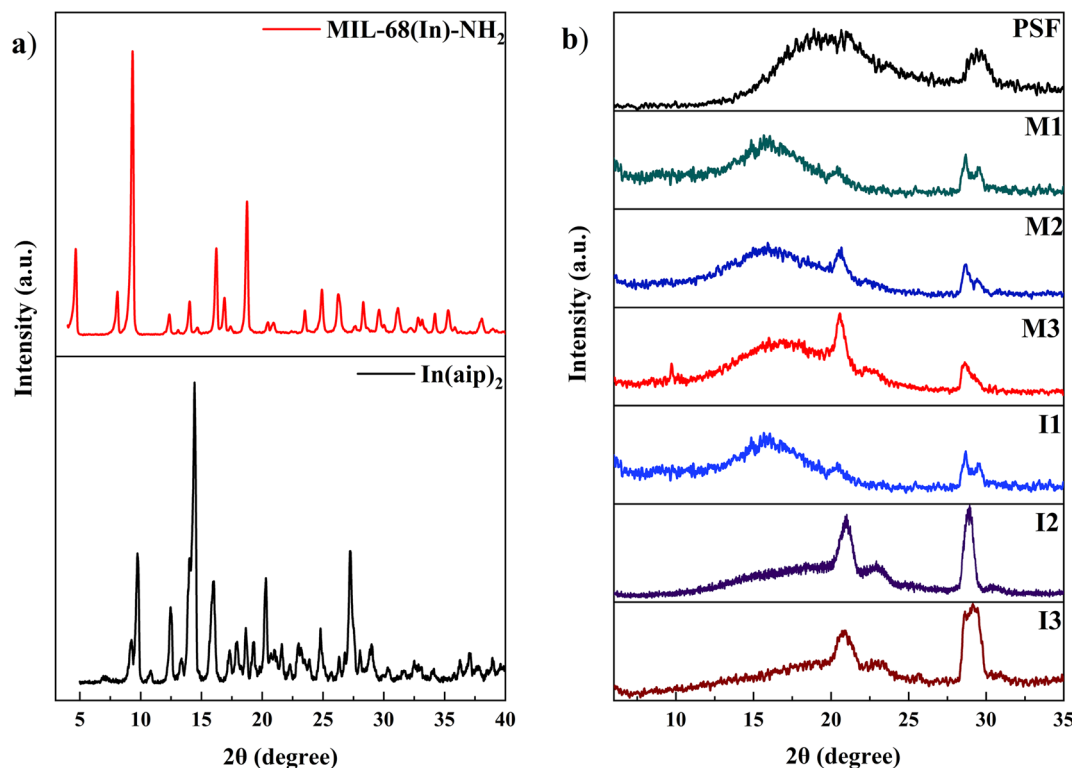 a)
MIL-68(In)-NH₂
In(aip)₂
Intensity (a.u.)
5 10 15 20 25 30 35 40
2θ (degree)
b)
PSF
M1
M2
M3
I1
I2
I3
Intensity (a.u.)
10 15 20 25 30 35
2θ (degree)